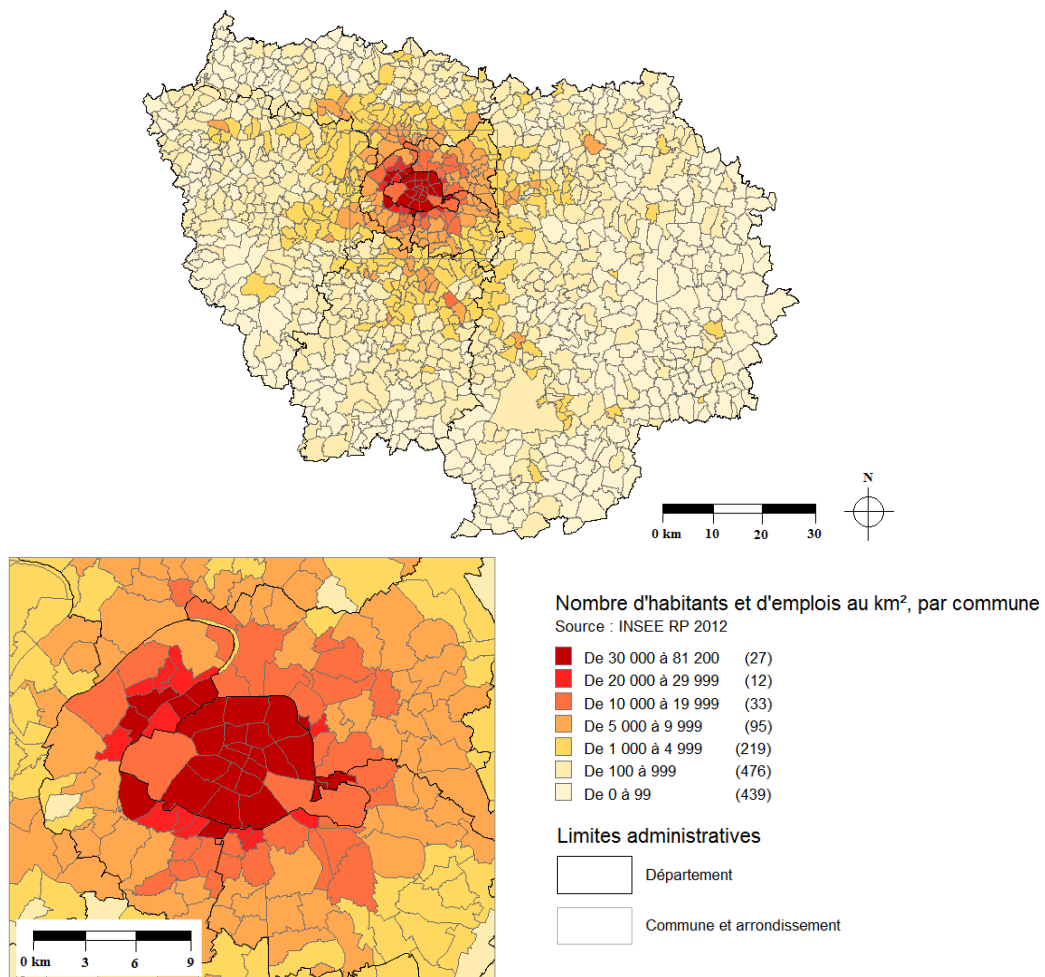 N
0 km 10 20 30
Nombre d'habitants et d'emplois au km², par commune
Source : INSEE RP 2012
De 30 000 à 81 200 (27)
De 20 000 à 29 999 (12)
De 10 000 à 19 999 (33)
De 5 000 à 9 999 (95)
De 1 000 à 4 999 (219)
De 100 à 999 (476)
De 0 à 99 (439)
Limites administratives
Département
Commune et arrondissement
0 km 3 6 9